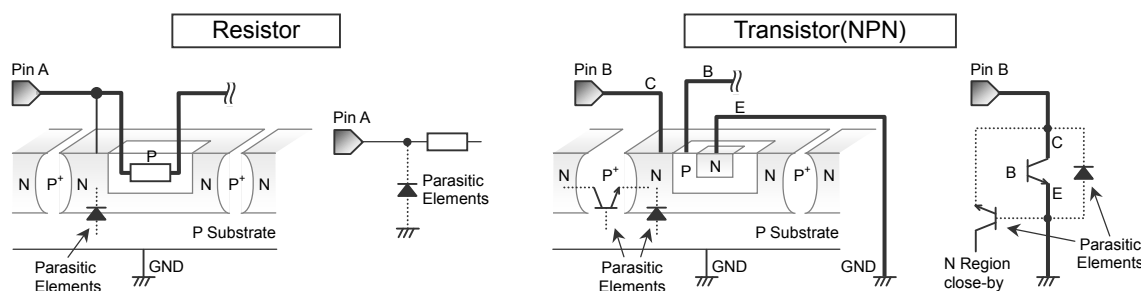 Resistor
Pin A
P
N
P+
N
N
P+
N
Parasitic
Elements
P Substrate
GND
Pin A
Parasitic
Elements
Transistor(NPN)
Pin B
C
B
E
P
N
N
P+
N
N
P+
N
P Substrate
Parasitic
Elements
GND
GND
Pin B
C
B
E
Parasitic
Elements
N Region
close-by